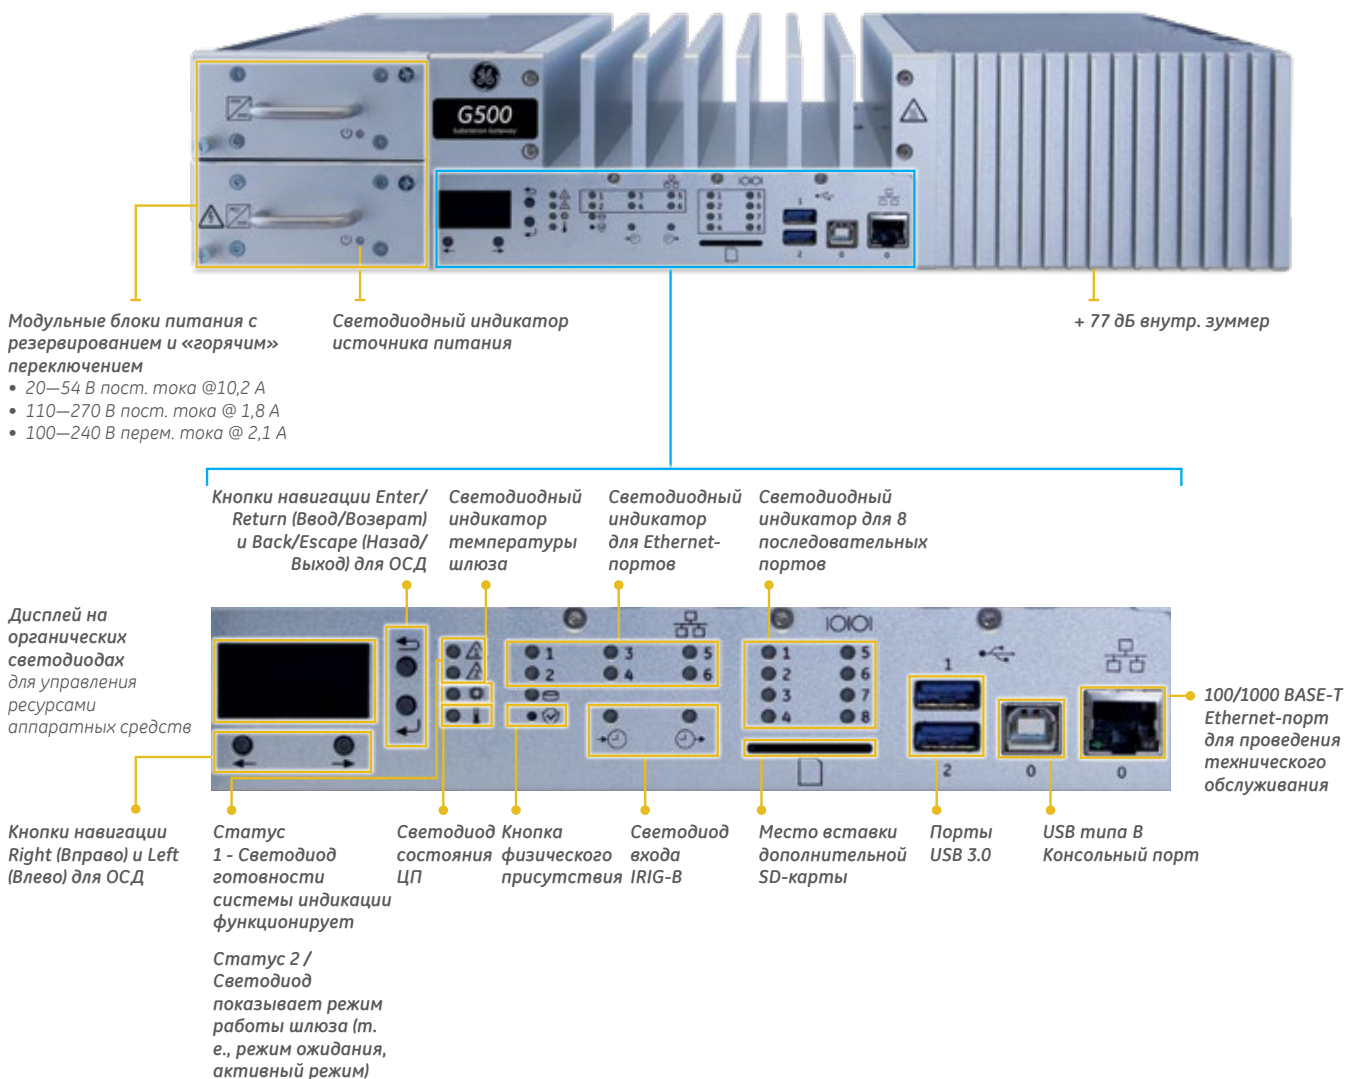 G500
Substation Gateway
Модульные блоки питания с
резервированием и «горячим»
переключением
• 20—54 В пост. тока @10,2 А
• 110—270 В пост. тока @ 1,8 А
• 100—240 В перем. тока @ 2,1 А
Светодиодный индикатор
источника питания
+ 77 дБ внутр. зуммер
Кнопки навигации Enter/
Return (Ввод/Возврат)
и Back/Escape (Назад/
Выход) для ОСД
Светодиодный
индикатор
температуры
шлюза
Светодиодный
индикатор
для Ethernet-
портов
Светодиодный
индикатор для 8
последовательных
портов
Дисплей на
органических
светодиодах
для управления
ресурсами
аппаратных средств
1 3 5
2 4 6
1 5
2 6
3 7
4 8
1
2
0
0
100/1000 BASE-T
Ethernet-порт
для проведения
технического
обслуживания
Кнопки навигации
Right (Вправо) и Left
(Влево) для ОСД
Статус
1 - Светодиод
готовности
системы индикации
функционирует
Статус 2 /
Светодиод
показывает режим
работы шлюза (т.
е., режим ожидания,
активный режим)
Светодиод
состояния
ЦП
Кнопка
физического
присутствия
Светодиод
входа
IRIG-B
Место вставки
дополнительной
SD-карты
Порты
USB 3.0
USB типа B
Консольный порт